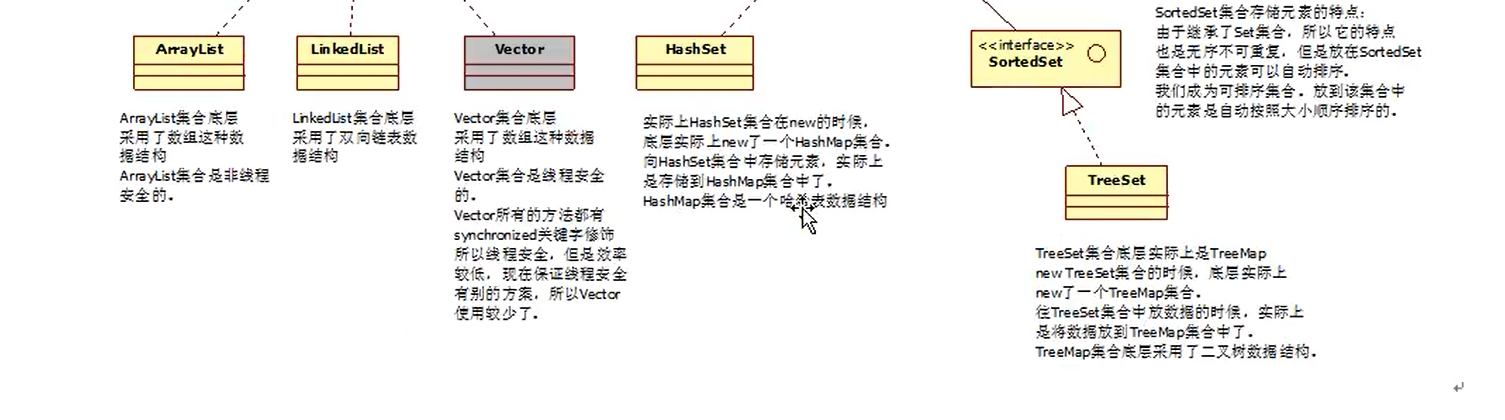 ArrayList
ArrayList集合底层
采用了数组这种数
据结构
ArrayList集合是非线程
安全的。
LinkedList
LinkedList集合底层
采用了双向链表数
据结构
Vector
Vector集合底层
采用了数组这种数据
结构
Vector集合是线程安全
的。
Vector所有的方法都有
synchronized关键字修饰
所以线程安全，但是效率
较低，现在保证线程安全
有别的方案，所以Vector
使用较少了。
HashSet
实际上HashSet集合在new的时候，
底层实际上new了一个HashMap集合。
向HashSet集合中存储元素，实际上
是存储到HashMap集合中了。
HashMap集合是一个哈希表数据结构
<<interface>>
SortedSet
SortedSet集合存储元素的特点：
由于继承了Set集合，所以它的特点
也是无序不可重复，但是放在SortedSet
集合中的元素可以自动排序。
我们成为可排序集合。放到该集合中
的元素是自动按照大小顺序排序的。
TreeSet
TreeSet集合底层实际上是TreeMap
new TreeSet集合的时候，底层实际上
new了一个TreeMap集合。
往TreeSet集合中放数据的时候，实际上
是将数据放到TreeMap集合中了。
TreeMap集合底层采用了二叉树数据结构。